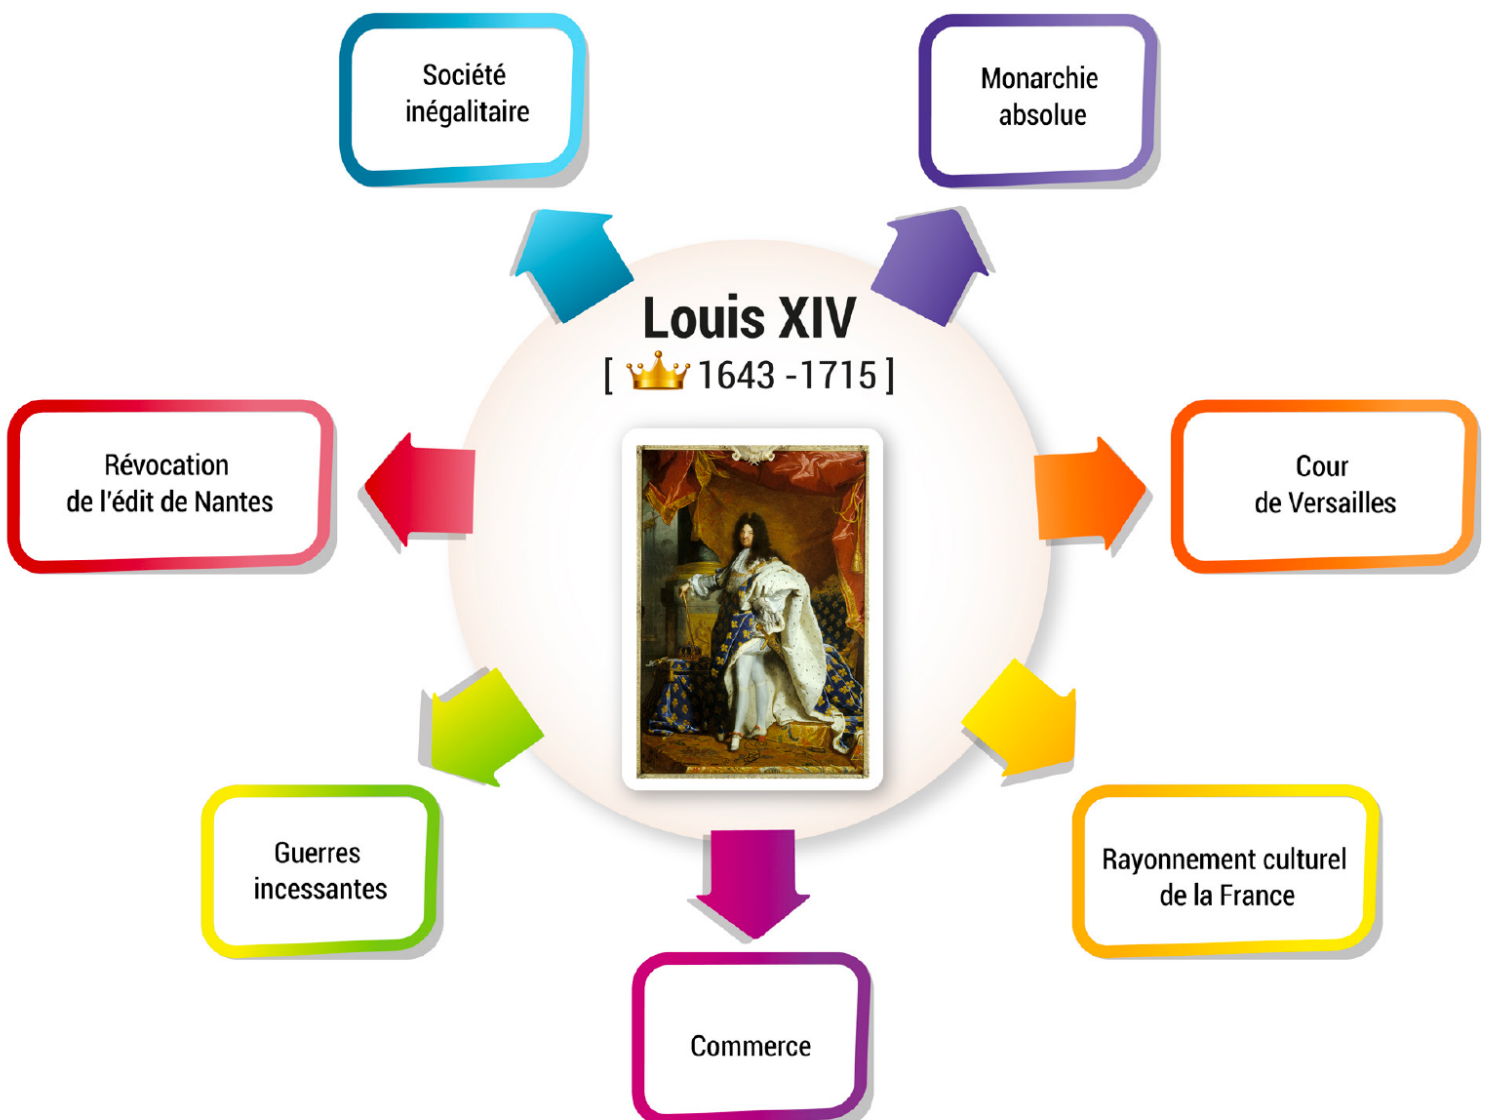 Société
inégalitaire
Monarchie
absolue
Louis XIV
[ 1643 -1715 ]
Révocation
de l'édit de Nantes
Cour
de Versailles
Guerres
incessantes
Rayonnement culturel
de la France
Commerce